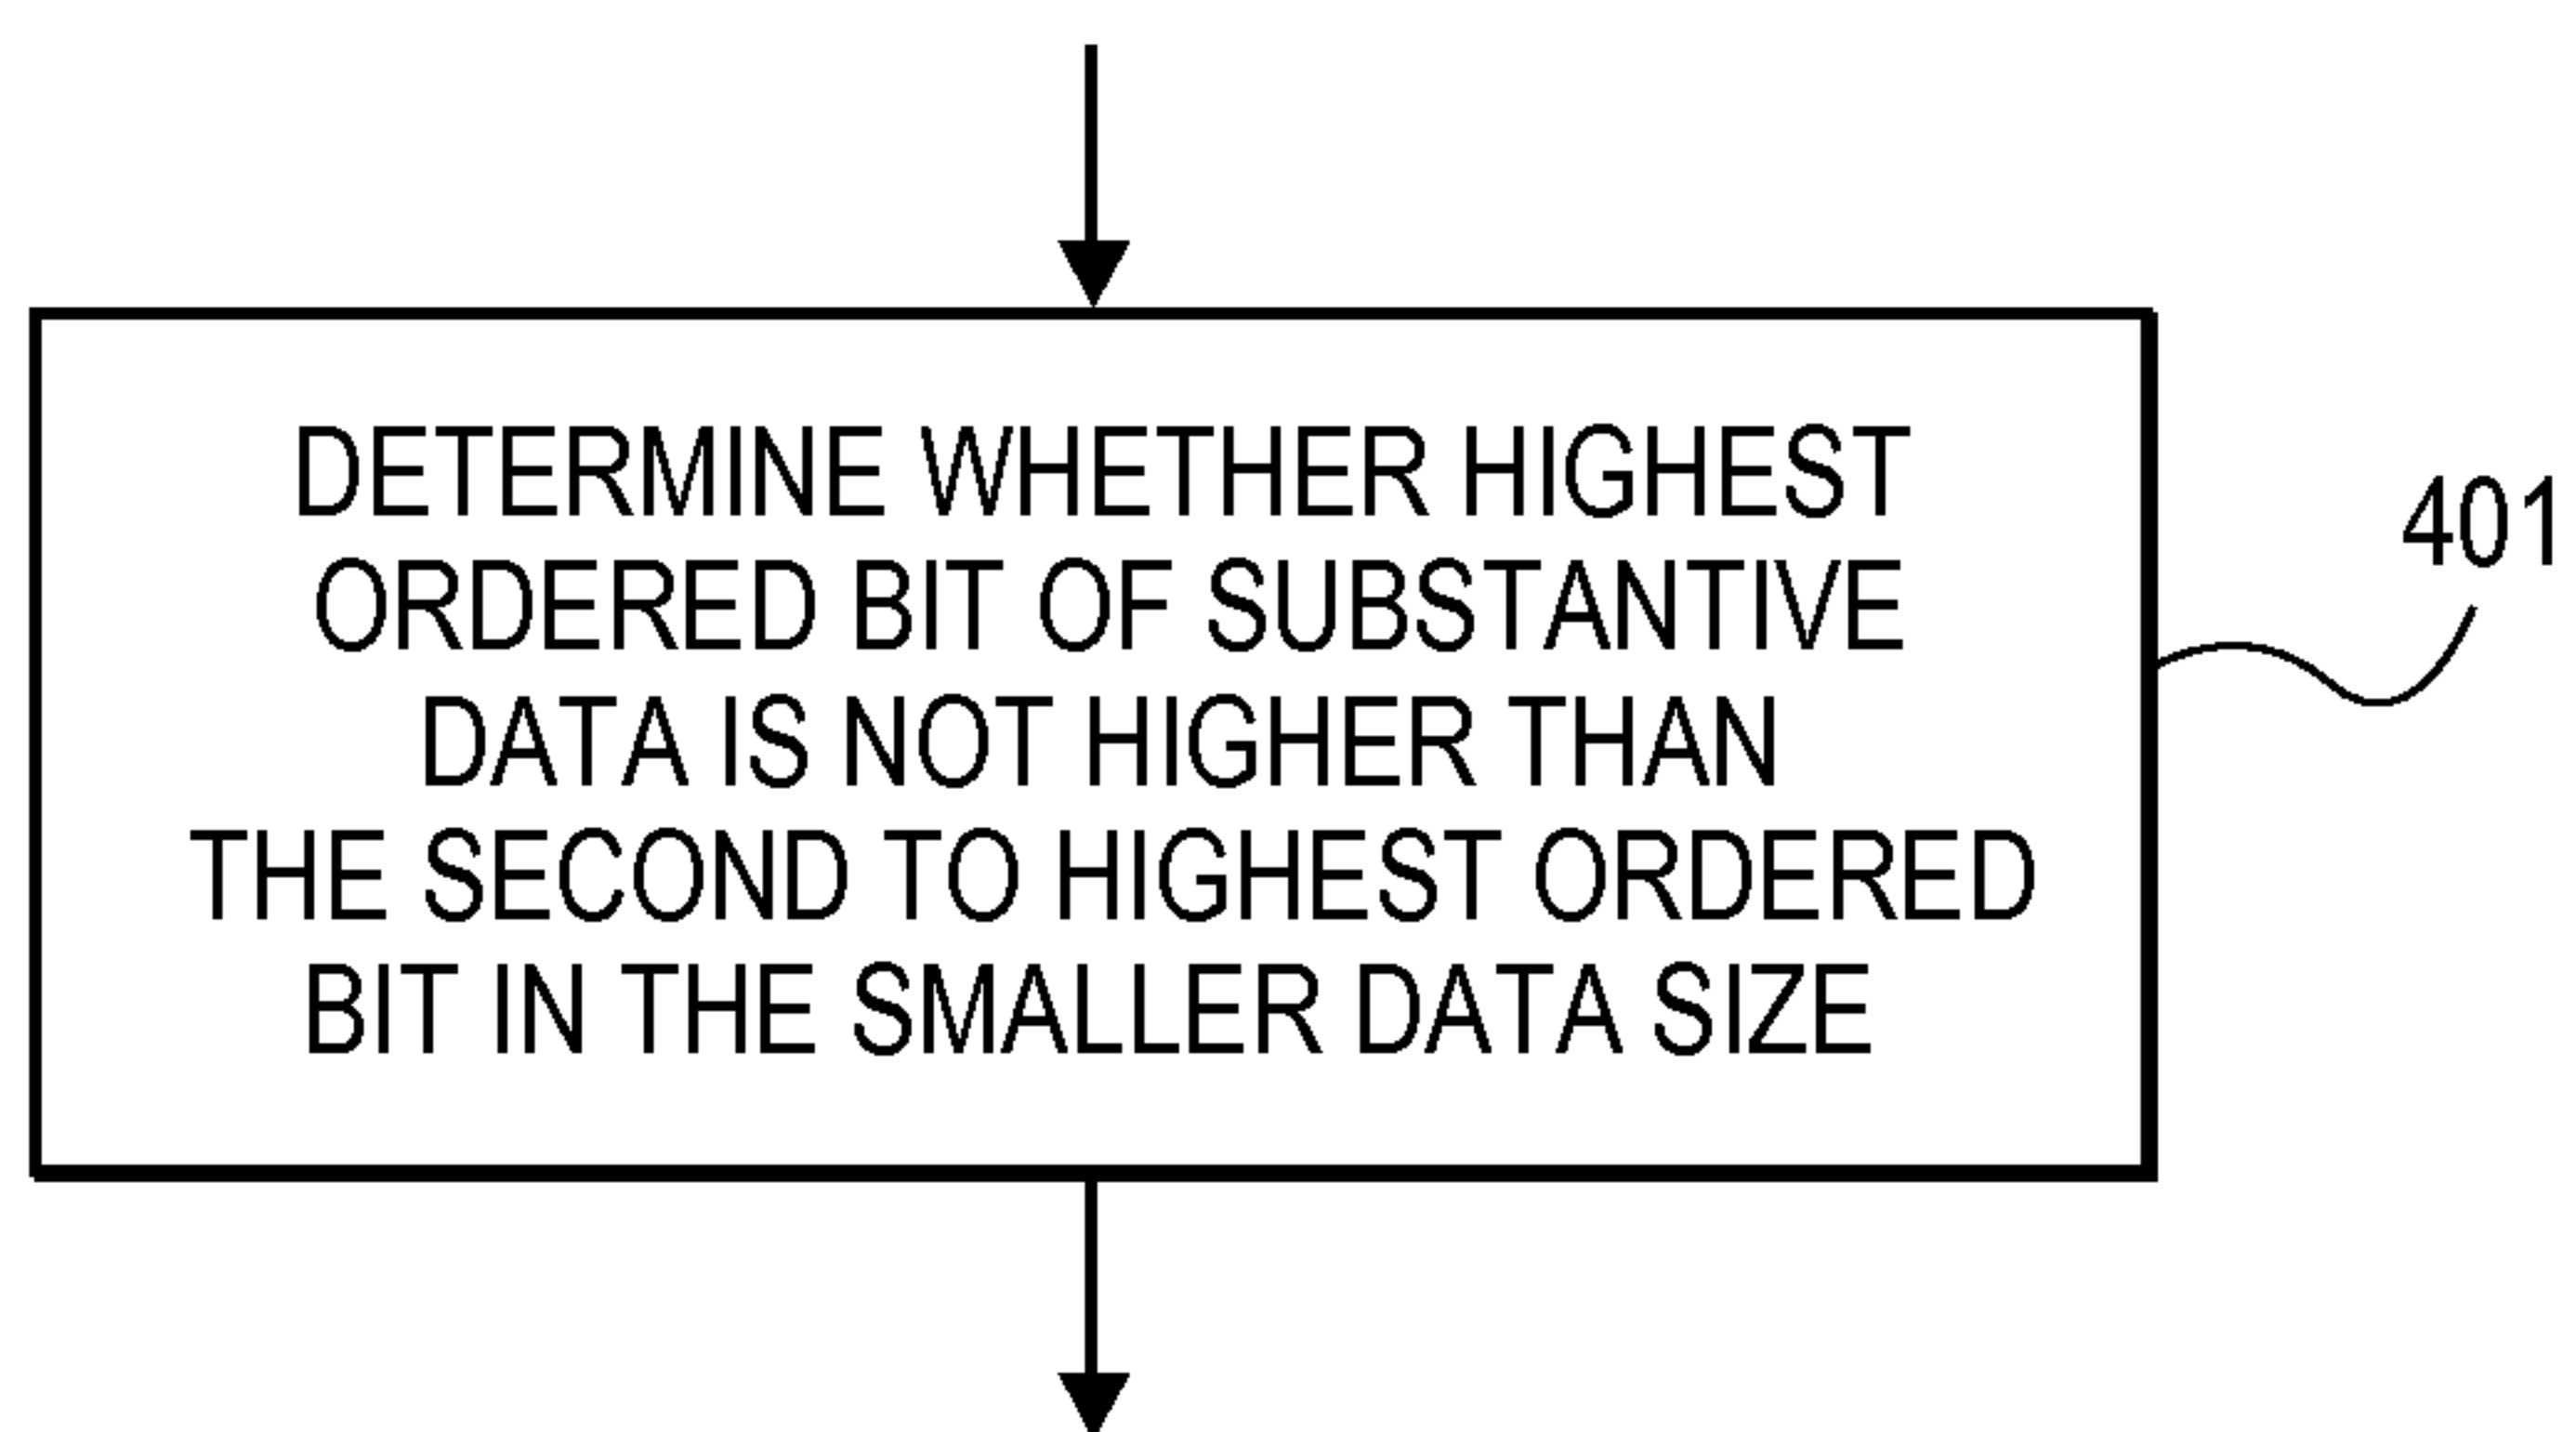 DETERMINE WHETHER HIGHEST
ORDERED BIT OF SUBSTANTIVE
DATA IS NOT HIGHER THAN
THE SECOND TO HIGHEST ORDERED
BIT IN THE SMALLER DATA SIZE
401